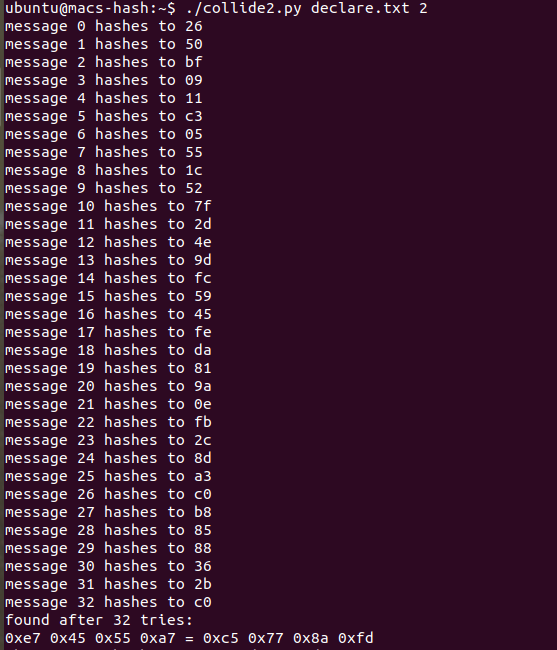 ubuntu@macs-hash:~$ ./collide2.py declare.txt 2
message 0 hashes to 26
message 1 hashes to 50
message 2 hashes to bf
message 3 hashes to 09
message 4 hashes to 11
message 5 hashes to c3
message 6 hashes to 05
message 7 hashes to 55
message 8 hashes to 1c
message 9 hashes to 52
message 10 hashes to 7f
message 11 hashes to 2d
message 12 hashes to 4e
message 13 hashes to 9d
message 14 hashes to fc
message 15 hashes to 59
message 16 hashes to 45
message 17 hashes to fe
message 18 hashes to da
message 19 hashes to 81
message 20 hashes to 9a
message 21 hashes to 0e
message 22 hashes to fb
message 23 hashes to 2c
message 24 hashes to 8d
message 25 hashes to a3
message 26 hashes to c0
message 27 hashes to b8
message 28 hashes to 85
message 29 hashes to 88
message 30 hashes to 36
message 31 hashes to 2b
message 32 hashes to c0
found after 32 tries:
0xe7 0x45 0x55 0xa7 = 0xc5 0x77 0x8a 0xfd